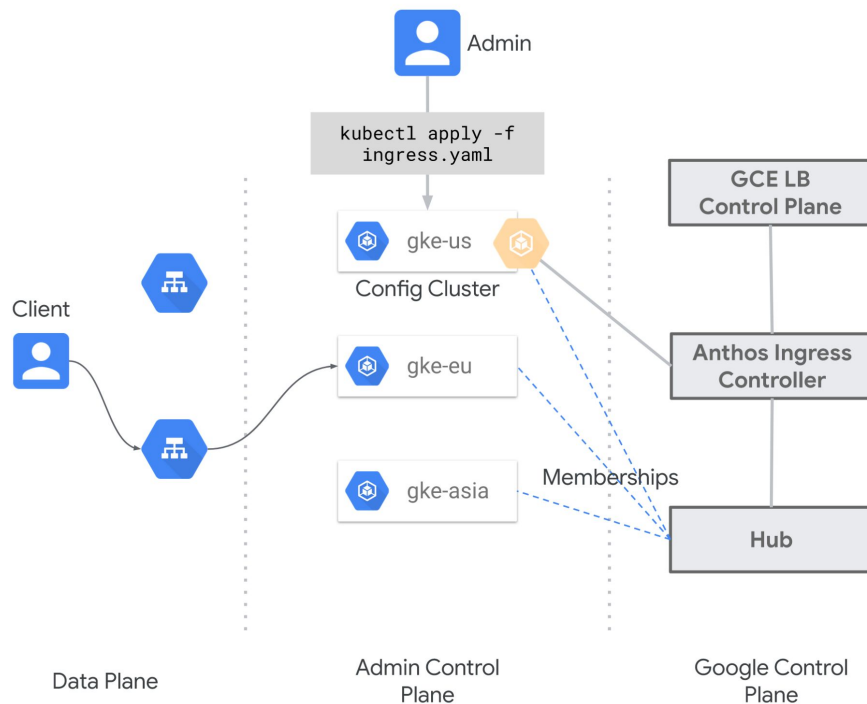 Admin
kubectl apply -f
ingress.yaml
GCE LB
Control Plane
gke-us
Config Cluster
Client
Anthos Ingress
Controller
gke-eu
Memberships
gke-asia
Hub
Data Plane
Admin Control
Plane
Google Control
Plane